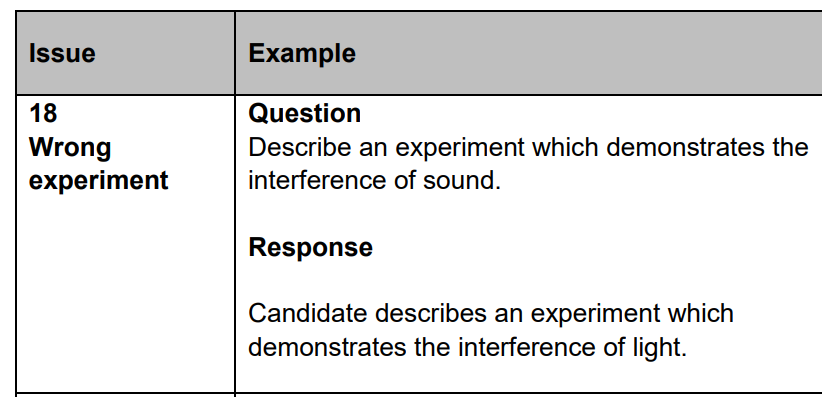 Issue
Example
18
Wrong
experiment
Question
Describe an experiment which demonstrates the
interference of sound.
Response
Candidate describes an experiment which
demonstrates the interference of light.